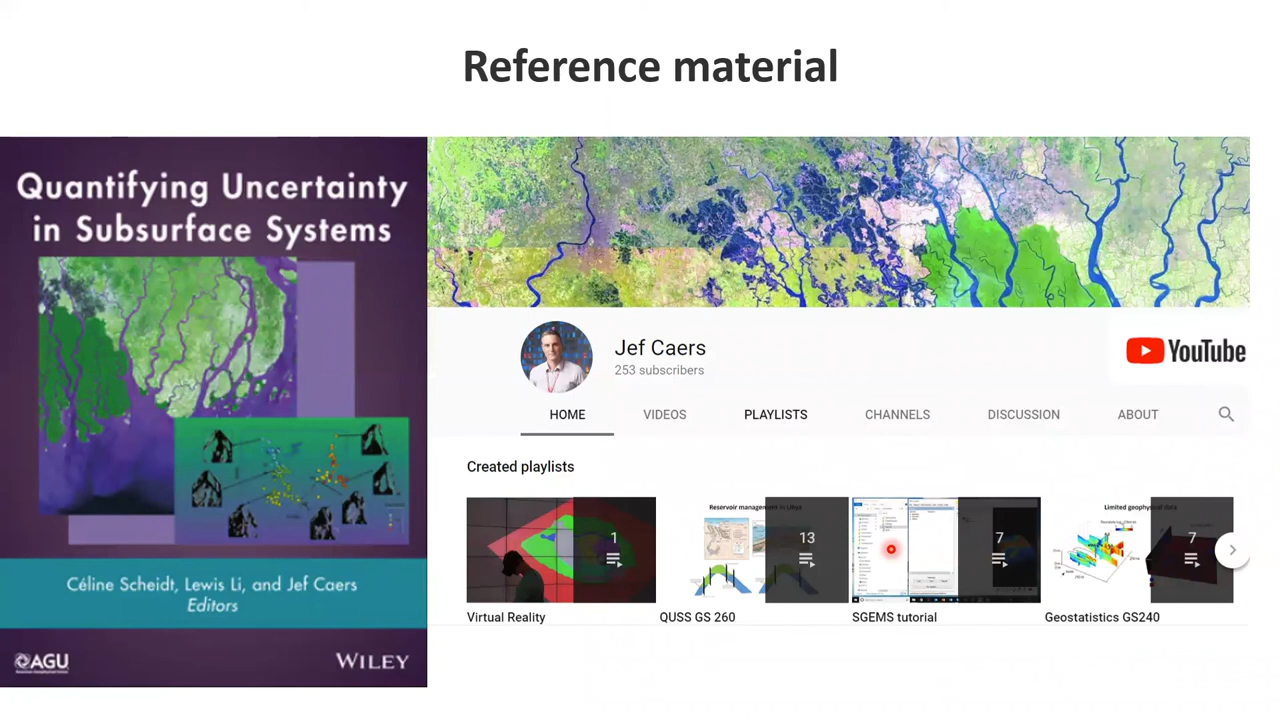 Reference material
Quantifying Uncertainty
in Subsurface Systems
Céline Scheidt, Lewis Li, and Jef Caers
Editors
AGU
WILEY
Jef Caers
253 subscribers
YouTube
HOME
VIDEOS
PLAYLISTS
CHANNELS
DISCUSSION
ABOUT
Created playlists
1
Virtual Reality
Reservoir management in Libya
13
QUSS GS 260
7
SGEMS tutorial
Limited geophysical data
7
Geostatistics GS240